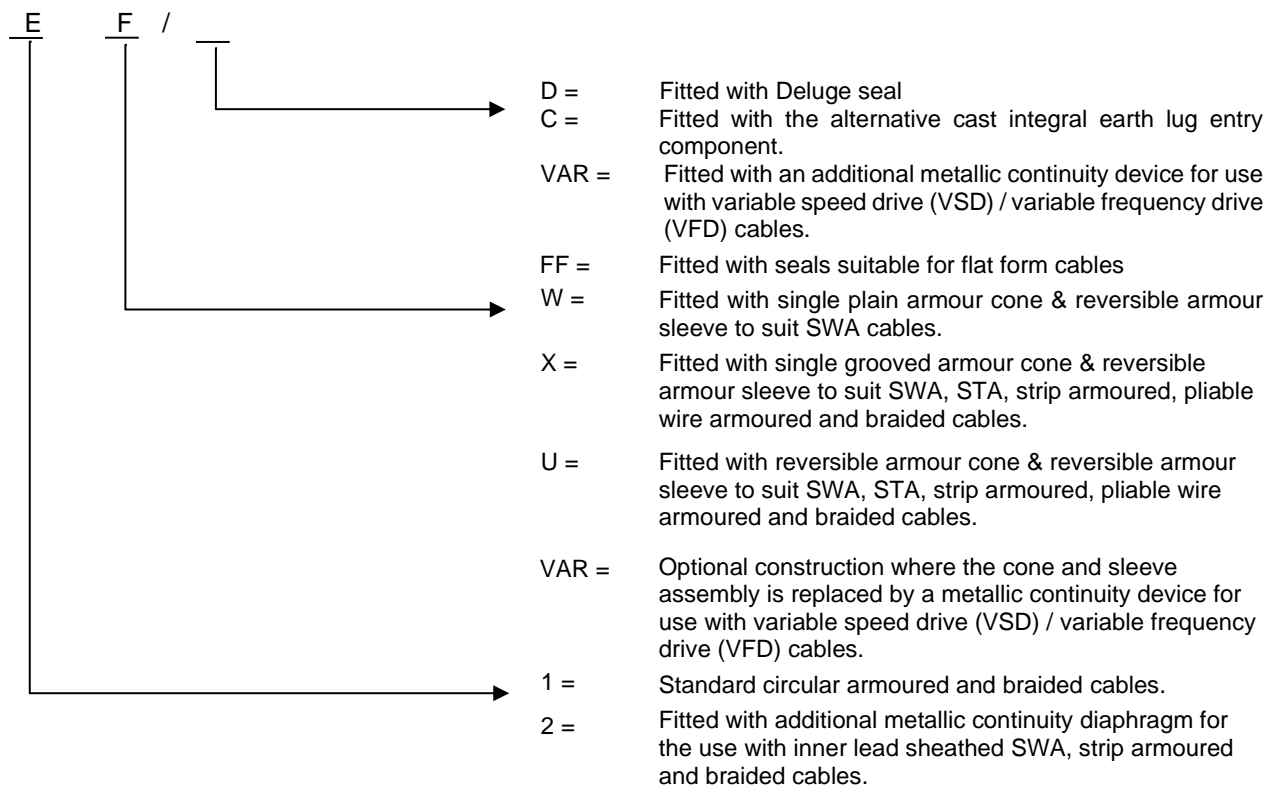 E F /
D = Fitted with Deluge seal
C = Fitted with the alternative cast integral earth lug entry
component.
VAR = Fitted with an additional metallic continuity device for use
with variable speed drive (VSD) / variable frequency drive
(VFD) cables.
FF = Fitted with seals suitable for flat form cables
W = Fitted with single plain armour cone & reversible armour
sleeve to suit SWA cables.
X = Fitted with single grooved armour cone & reversible
armour sleeve to suit SWA, STA, strip armoured, pliable
wire armoured and braided cables.
U = Fitted with reversible armour cone & reversible armour
sleeve to suit SWA, STA, strip armoured, pliable wire
armoured and braided cables.
VAR = Optional construction where the cone and sleeve
assembly is replaced by a metallic continuity device for
use with variable speed drive (VSD) / variable frequency
drive (VFD) cables.
1 = Standard circular armoured and braided cables.
2 = Fitted with additional metallic continuity diaphragm for
the use with inner lead sheathed SWA, strip armoured
and braided cables.